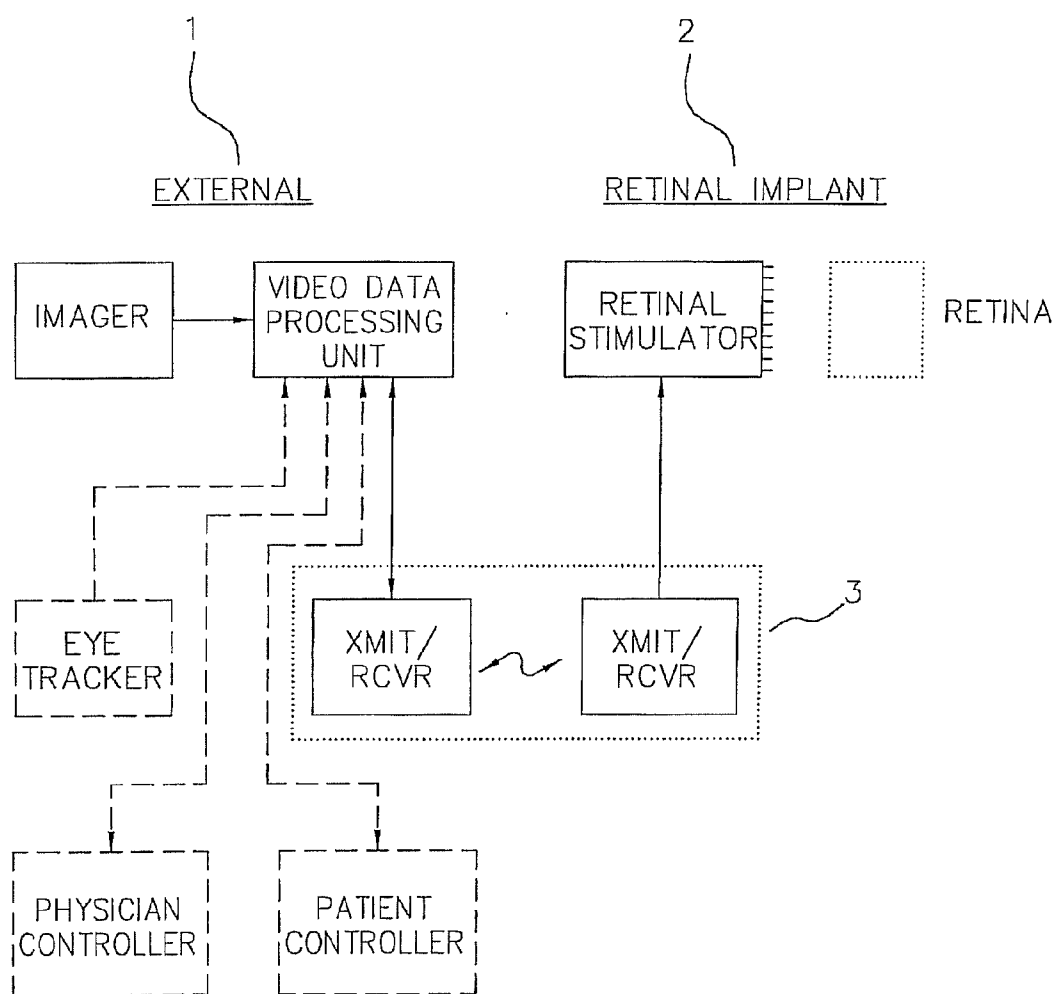 1
2
EXTERNAL
RETINAL IMPLANT
IMAGER
VIDEO DATA
PROCESSING
UNIT
RETINAL
STIMULATOR
RETINA
3
XMIT/
RCVR
XMIT/
RCVR
EYE
TRACKER
PHYSICIAN
CONTROLLER
PATIENT
CONTROLLER